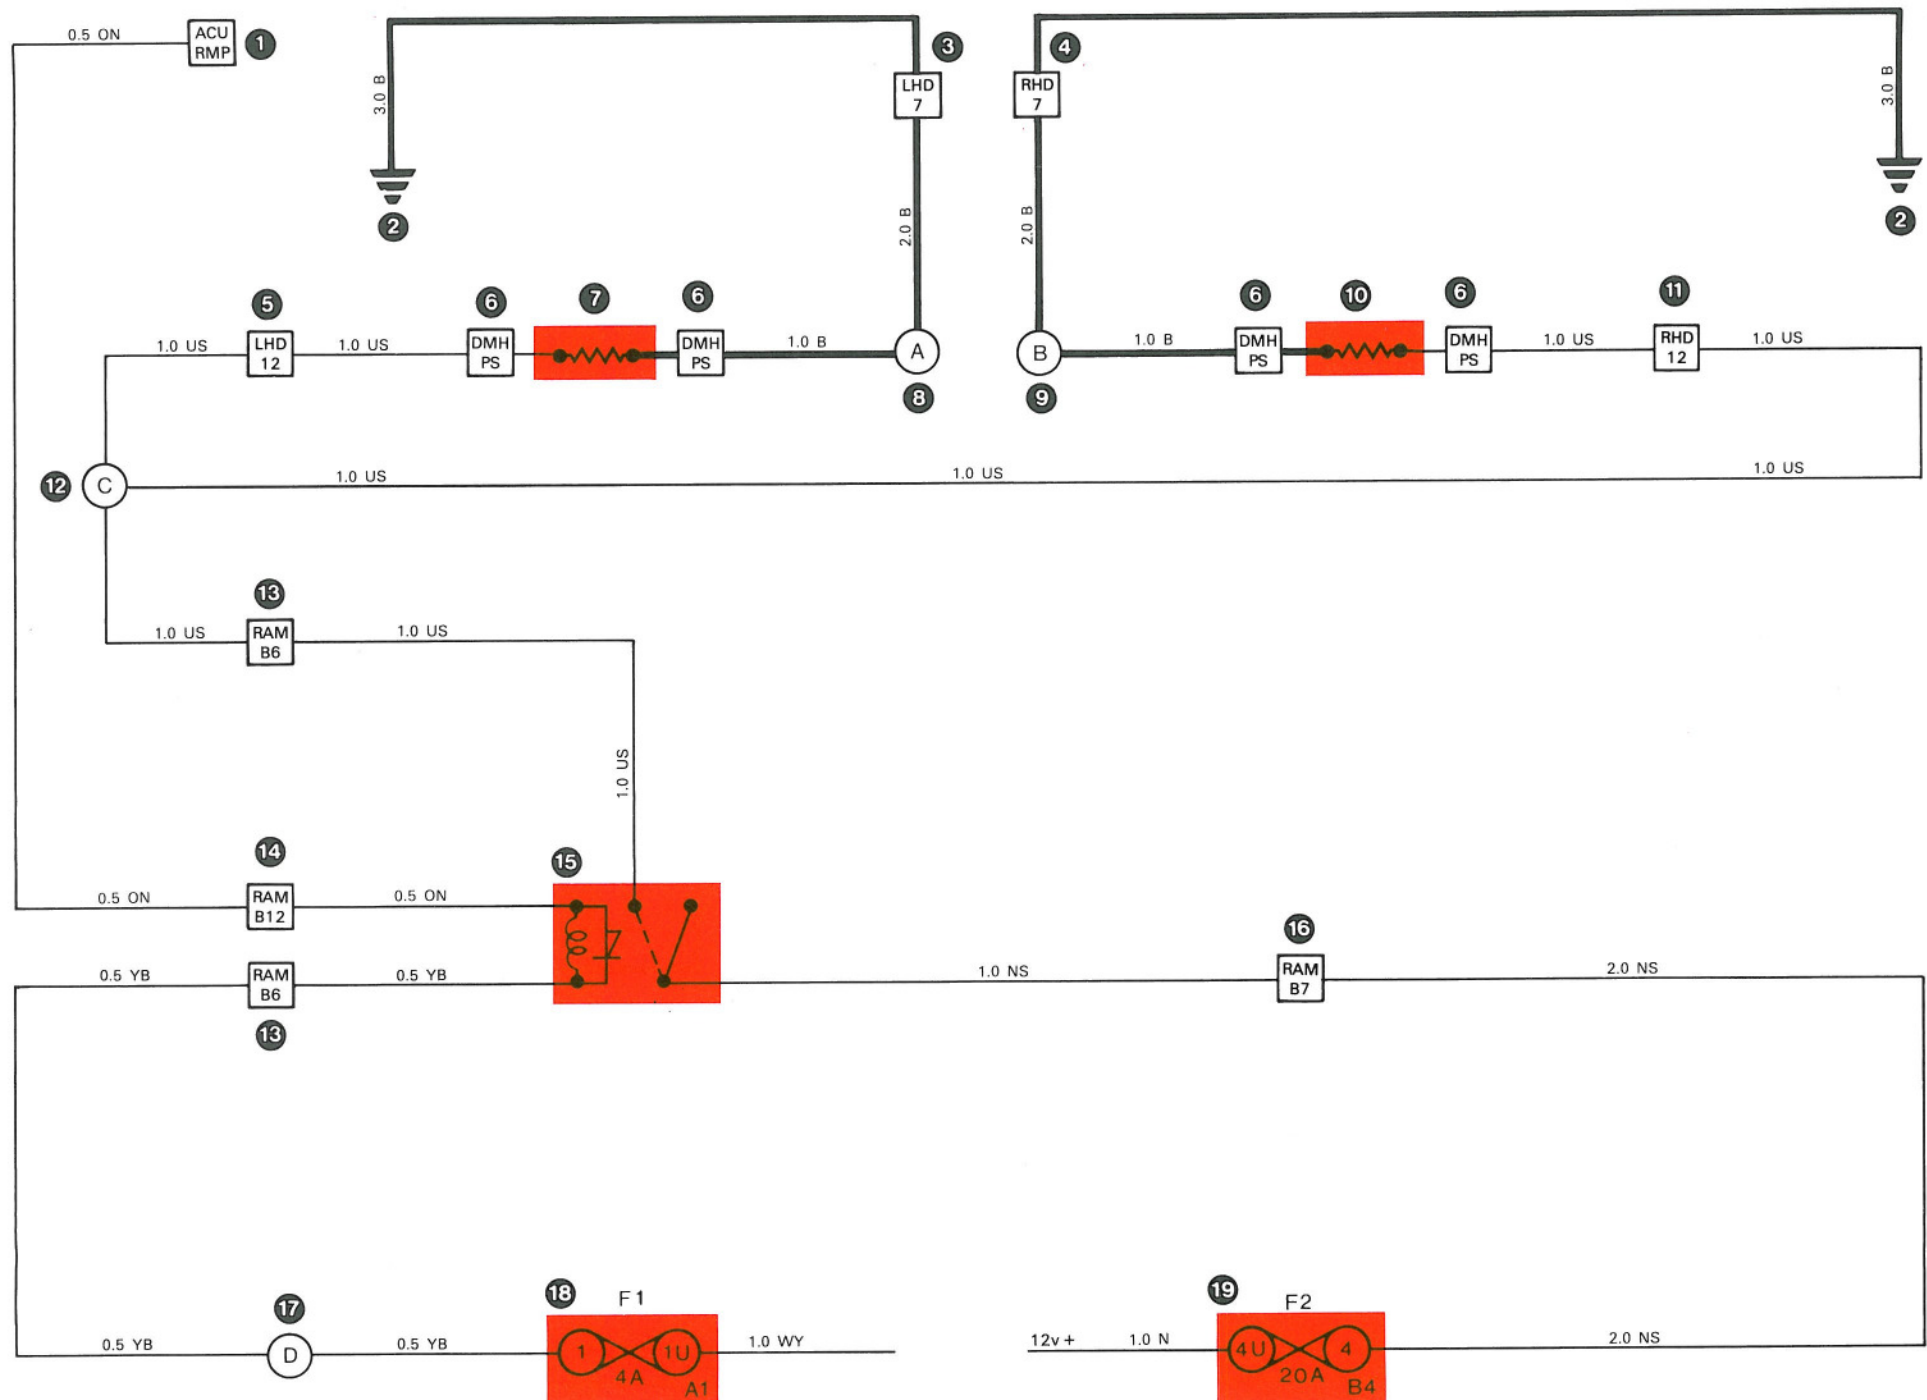 0.5 ON
ACU
RMP
1
3
4
3.0 B
LHD
7
RHD
7
3.0 B
2
2
2.0 B
2.0 B
5
6
7
6
6
10
6
11
1.0 US
LHD
12
1.0 US
DMH
PS
DMH
PS
1.0 B
A
B
1.0 B
DMH
PS
DMH
PS
1.0 US
RHD
12
1.0 US
8
9
12
C
1.0 US
1.0 US
1.0 US
13
1.0 US
RAM
B6
1.0 US
1.0 US
14
15
0.5 ON
RAM
B12
0.5 ON
16
0.5 YB
RAM
B6
0.5 YB
1.0 NS
RAM
B7
2.0 NS
13
17
18
F1
19
F2
0.5 YB
D
0.5 YB
1
1U
4A
A1
1.0 WY
12v +
1.0 N
4U
4
20A
B4
2.0 NS